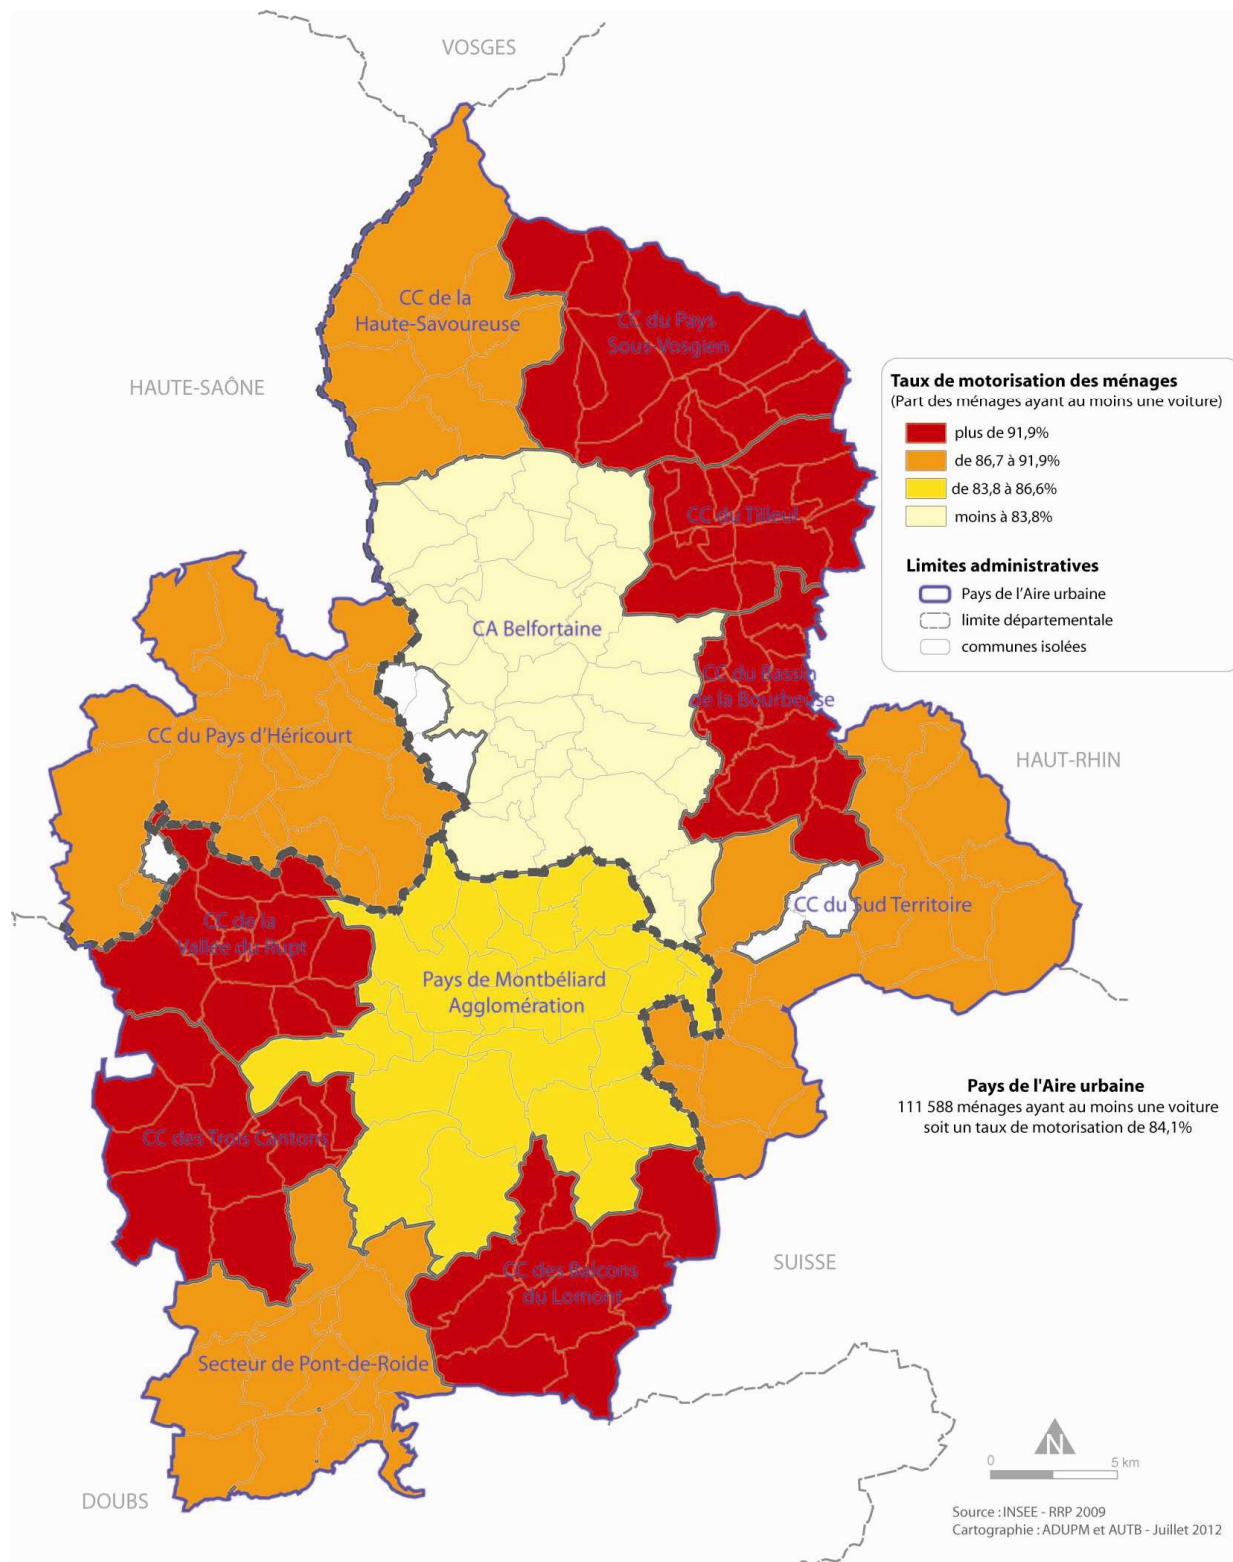 VOSGES
CC de la
Haute-Savoureuse
CC du Pays
Sous-Vosgien
HAUTE-SAÔNE
Taux de motorisation des ménages
(Part des ménages ayant au moins une voiture)
plus de 91,9%
de 86,7 à 91,9%
de 83,8 à 86,6%
moins à 83,8%
Limites administratives
Pays de l'Aire urbaine
limite départementale
communes isolées
CC du Tilleul
CA Belfortaine
CC du Bassin
de la Bourbeuse
CC du Pays d'Héricourt
HAUT-RHIN
CC du Sud Territoire
CC de la
Vallée du Rupt
Pays de Montbéliard
Agglomération
Pays de l'Aire urbaine
111 588 ménages ayant au moins une voiture
soit un taux de motorisation de 84,1%
CC des Trois Cantons
SUISSE
CC des Balcons
du Lomont
Secteur de Pont-de-Roide
N
0
5 km
DOUBS
Source : INSEE - RRP 2009
Cartographie : ADUPM et AUTB - Juillet 2012